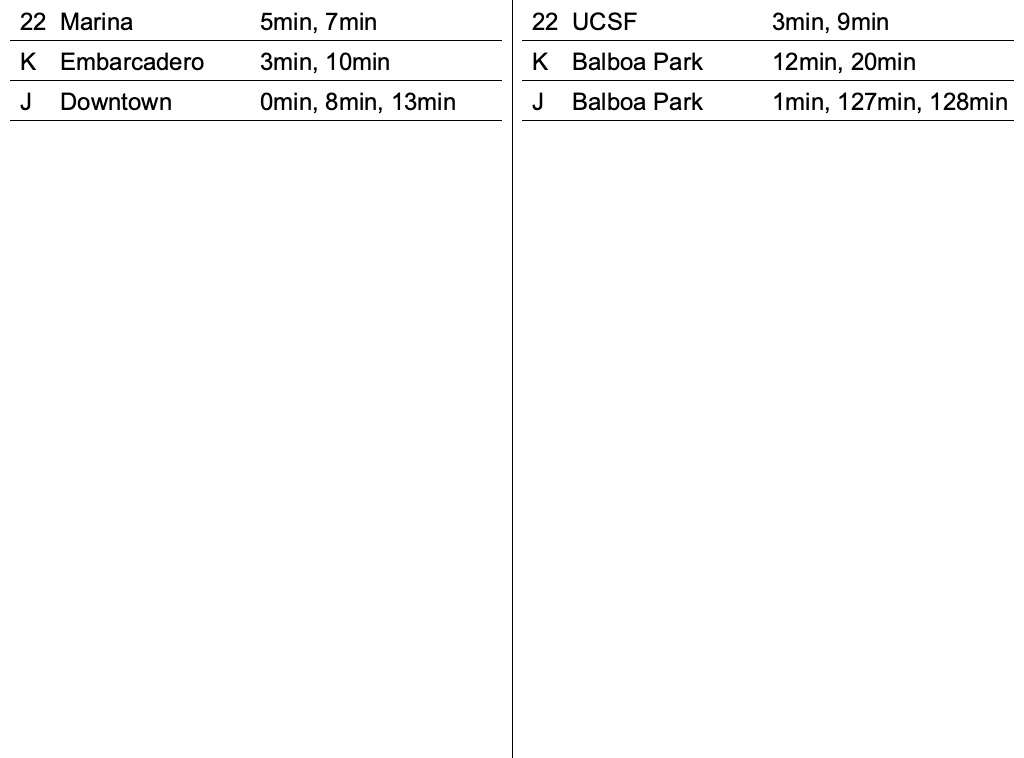 22 Marina 5min, 7min
K Embarcadero 3min, 10min
J Downtown 0min, 8min, 13min
22 UCSF 3min, 9min
K Balboa Park 12min, 20min
J Balboa Park 1min, 127min, 128min